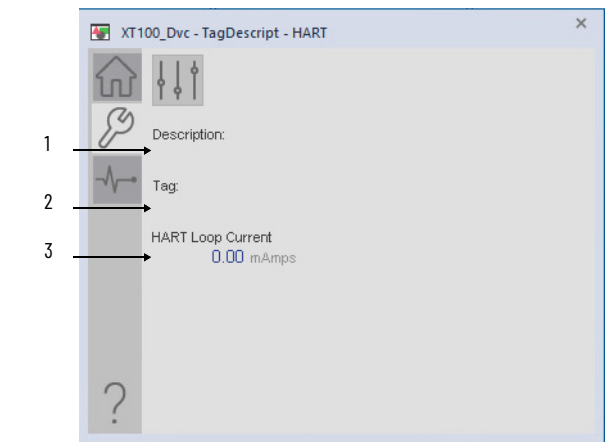 XT100_Dvc - TagDescript - HART
×
1
Description:
2
Tag:
3
HART Loop Current
0.00 mAmps
?